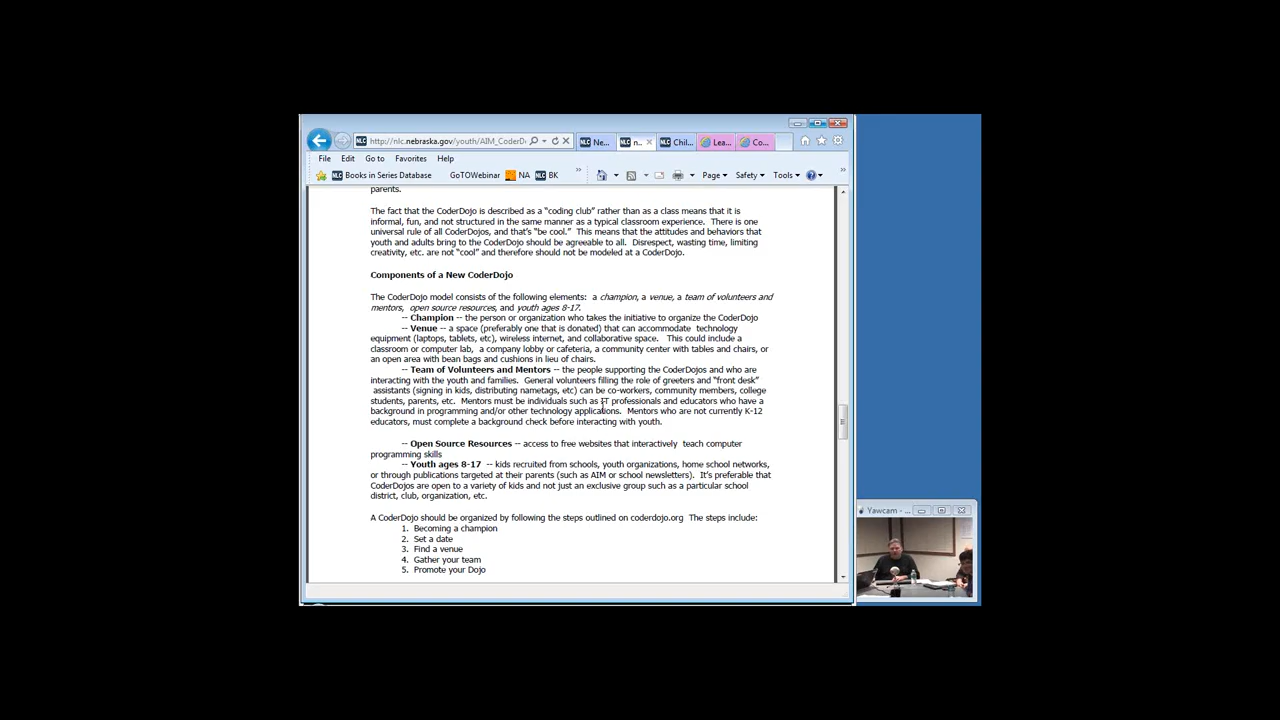 http://nlc.nebraska.gov/youth/AIM_CoderD
Ne...
n...
Chil...
Lea...
Co...
File Edit Go to Favorites Help
Books in Series Database GoTOWebinar NA BK
Page Safety Tools
parents.
The fact that the CoderDojo is described as a “coding club” rather than as a class means that it is
informal, fun, and not structured in the same manner as a typical classroom experience. There is one
universal rule of all CoderDojos, and that’s “be cool.” This means that the attitudes and behaviors that
youth and adults bring to the CoderDojo should be agreeable to all. Disrespect, wasting time, limiting
creativity, etc. are not “cool” and therefore should not be modeled at a CoderDojo.
Components of a New CoderDojo
The CoderDojo model consists of the following elements: a champion, a venue, a team of volunteers and
mentors, open source resources, and youth ages 8-17.
-- Champion -- the person or organization who takes the initiative to organize the CoderDojo
-- Venue -- a space (preferably one that is donated) that can accommodate technology
equipment (laptops, tablets, etc), wireless internet, and collaborative space. This could include a
classroom or computer lab, a company lobby or cafeteria, a community center with tables and chairs, or
an open area with bean bags and cushions in lieu of chairs.
-- Team of Volunteers and Mentors -- the people supporting the CoderDojos and who are
interacting with the youth and families. General volunteers filling the role of greeters and “front desk”
assistants (signing in kids, distributing nametags, etc) can be co-workers, community members, college
students, parents, etc. Mentors must be individuals such as IT professionals and educators who have a
background in programming and/or other technology applications. Mentors who are not currently K-12
educators, must complete a background check before interacting with youth.
-- Open Source Resources -- access to free websites that interactively teach computer
programming skills
-- Youth ages 8-17 -- kids recruited from schools, youth organizations, home school networks,
or through publications targeted at their parents (such as AIM or school newsletters). It’s preferable that
CoderDojos are open to a variety of kids and not just an exclusive group such as a particular school
district, club, organization, etc.
A CoderDojo should be organized by following the steps outlined on coderdojo.org The steps include:
1. Becoming a champion
2. Set a date
3. Find a venue
4. Gather your team
5. Promote your Dojo
Yawcam - ...